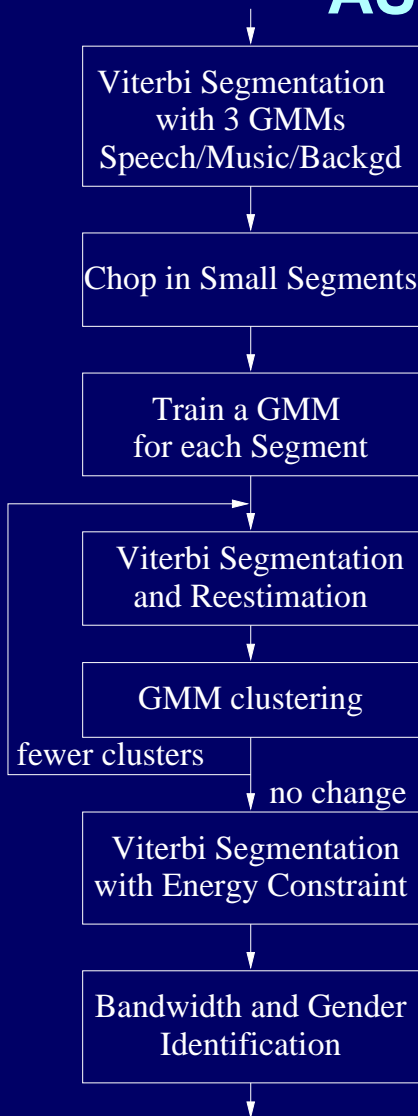 AU
Viterbi Segmentation
with 3 GMMs
Speech/Music/Backgd
Chop in Small Segments
Train a GMM
for each Segment
Viterbi Segmentation
and Reestimation
GMM clustering
fewer clusters
no change
Viterbi Segmentation
with Energy Constraint
Bandwidth and Gender
Identification